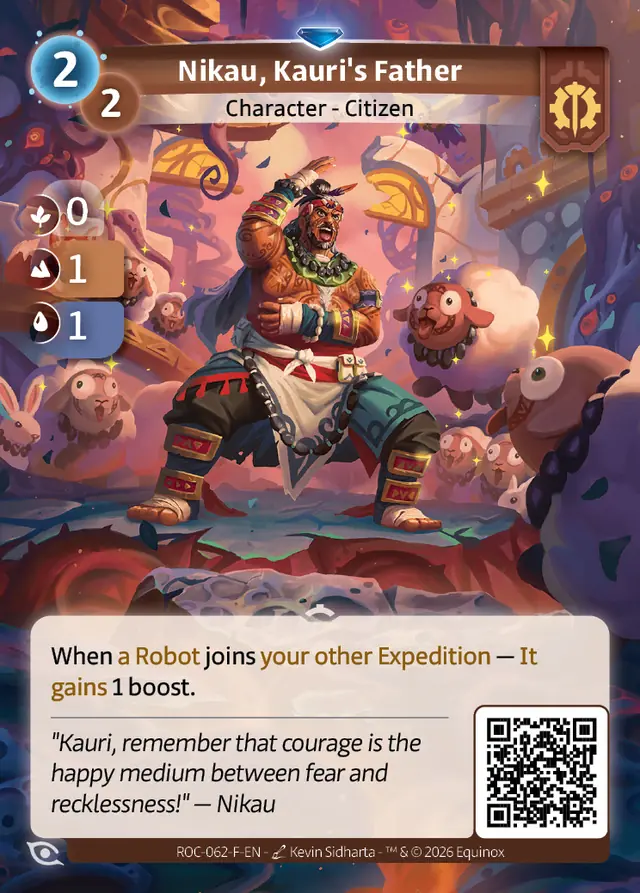 2
Nikau, Kauri's Father
2
Character - Citizen
0
1
1
When a Robot joins your other Expedition — It
gains 1 boost.
"Kauri, remember that courage is the
happy medium between fear and
recklessness!" — Nikau
ROC-062-F-EN - Kevin Sidharta - ™ & © 2026 Equinox